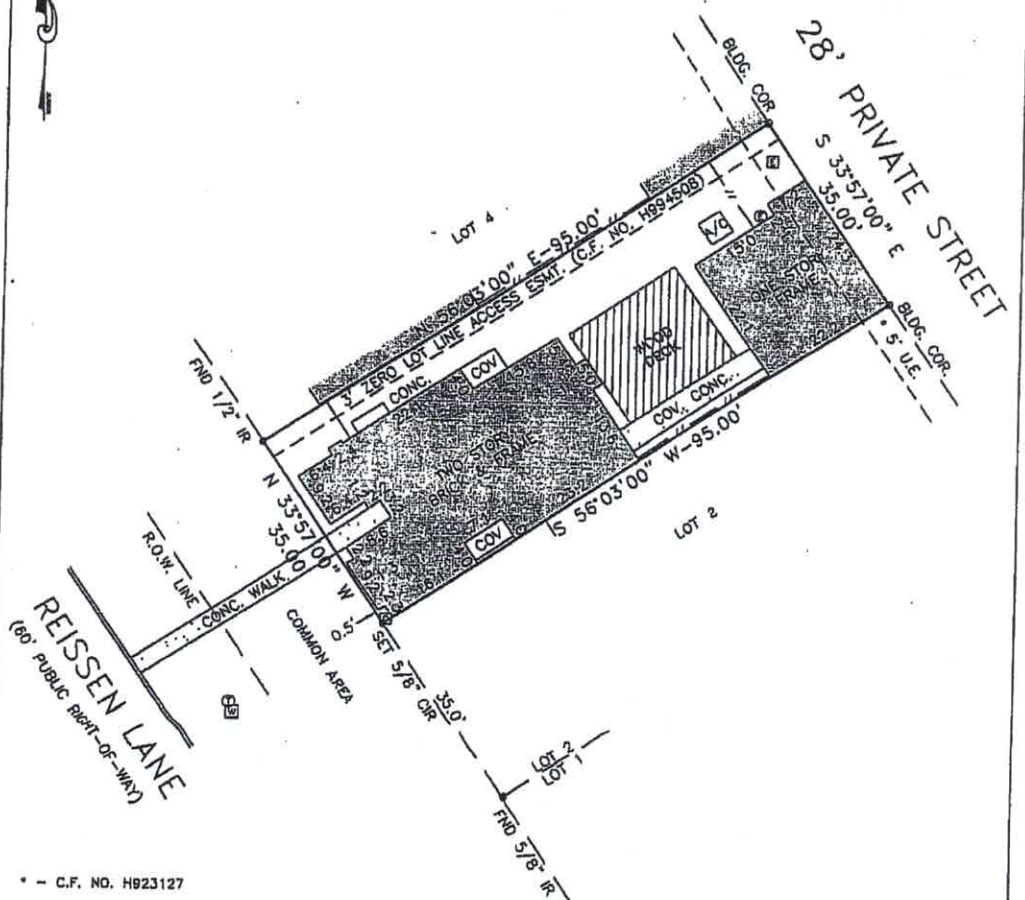 28' PRIVATE STREET
BLDG. COR
S 33°57'00" E
35.00'
LOT 4
N 56°03'00" E-95.00'
3' ZERO LOT LINE ACCESS ESMT. (C.F. NO. H994508)
E
A/C
ONE STORY
FRAME
BLDG. COR.
* 5' U.E.
WOOD
DECK
COV. CONC.
FND 1/2" IR
CONC.
COV
TWO STORY
BRICK & FRAME
COV
S 56°03'00" W-95.00'
LOT 2
N 33°57'00" W
35.00
R.O.W. LINE
CONC. WALK
COMMON AREA
0.5'
SET 5/8" CIR
35.0'
REISSEN LANE
(60' PUBLIC RIGHT-OF-WAY)
LOT 2
LOT 1
FND 5/8" IR
* - C.F. NO. H923127